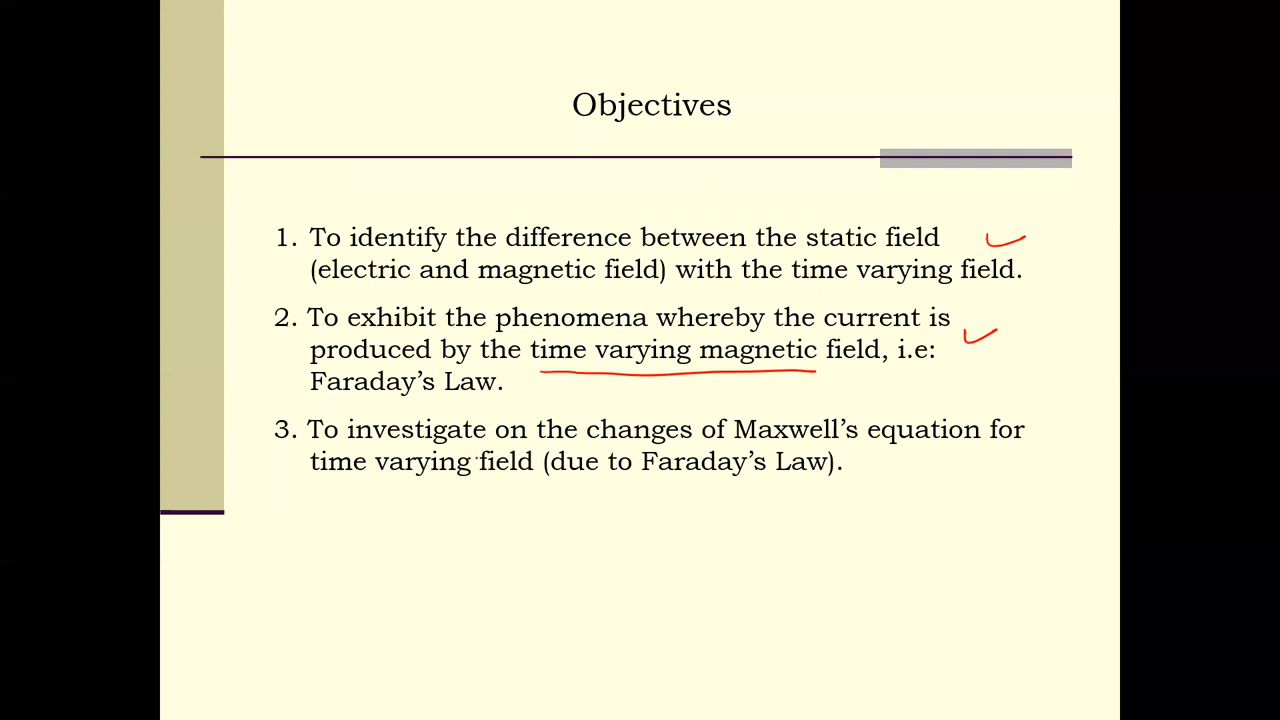 Objectives
1. To identify the difference between the static field
(electric and magnetic field) with the time varying field.
2. To exhibit the phenomena whereby the current is
produced by the time varying magnetic field, i.e:
Faraday’s Law.
3. To investigate on the changes of Maxwell’s equation for
time varying field (due to Faraday’s Law).